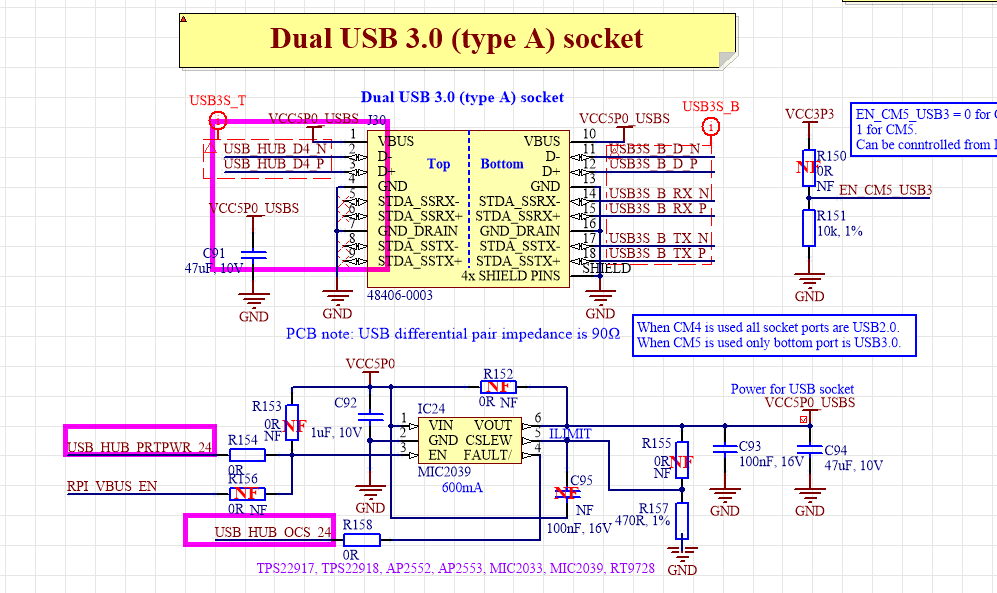 Dual USB 3.0 (type A) socket
USB3S_T
Dual USB 3.0 (type A) socket
USB3S_B
VCC5P0_USBS
J30
VCC5P0_USBS
VCC3P3
EN_CM5_USB3 = 0 for
1 for CM5.
Can be conntrolled from
1
1
1 VBUS VBUS 10
USB_HUB_D4_N 2 D- D- 11 USB3S_B_D_N
USB_HUB_D4_P 3 D+ D+ 12 USB3S_B_D_P
Top Bottom
4 GND GND 13
5 STDA_SSRX- STDA_SSRX- 14 USB3S_B_RX_N
6 STDA_SSRX+ STDA_SSRX+ 15 USB3S_B_RX_P
7 GND_DRAIN GND_DRAIN 16
8 STDA_SSTX- STDA_SSTX- 17 USB3S_B_TX_N
9 STDA_SSTX+ STDA_SSTX+ 18 USB3S_B_TX_P
4x SHIELD PINS SHIELD
48406-0003
VCC5P0_USBS
C91
47uF, 10V
GND
GND
GND
R150
0R
NF
NF
EN_CM5_USB3
R151
10k, 1%
GND
PCB note: USB differential pair impedance is 90Ω
When CM4 is used all socket ports are USB2.0.
When CM5 is used only bottom port is USB3.0.
VCC5P0
R152
NF
0R NF
Power for USB socket
VCC5P0_USBS
R153
0R
NF
NF
C92
1uF, 10V
IC24
1 VIN VOUT 6
2 GND CSLEW 5 ILIMIT
3 EN FAULT/ 4
MIC2039
600mA
USB_HUB_PRTPWR_24
R154
0R
RPI_VBUS_EN
R156
NF
0R NF
GND
USB_HUB_OCS_24
R158
0R
C95
NF
NF
100nF, 16V
R155
0R
NF
NF
R157
470R, 1%
GND
C93
100nF, 16V
GND
C94
47uF, 10V
GND
TPS22917, TPS22918, AP2552, AP2553, MIC2033, MIC2039, RT9728